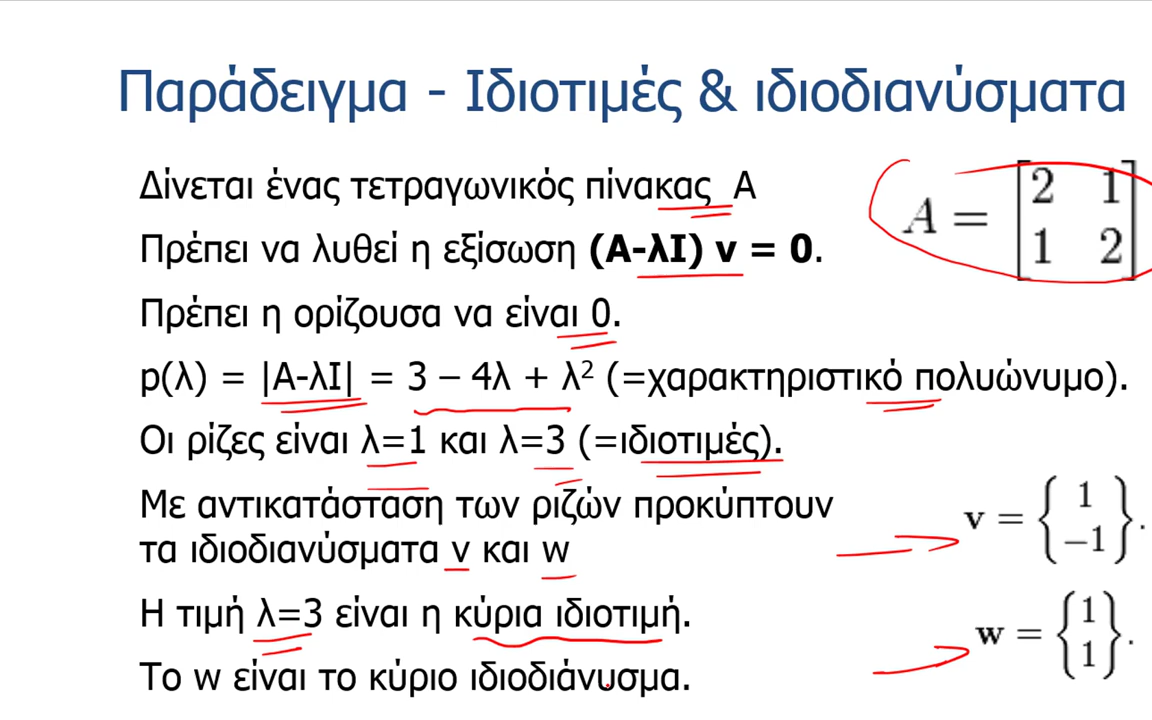 Παράδειγμα - Ιδιοτιμές & ιδιοδιανύσματα
Δίνεται ένας τετραγωνικός πίνακας Α
A = [2 1
1 2]
Πρέπει να λυθεί η εξίσωση (Α-λΙ) v = 0.
Πρέπει η ορίζουσα να είναι 0.
p(λ) = |Α-λΙ| = 3 – 4λ + λ² (=χαρακτηριστικό πολυώνυμο).
Οι ρίζες είναι λ=1 και λ=3 (=ιδιοτιμές).
Με αντικατάσταση των ριζών προκύπτουν
τα ιδιοδιανύσματα v και w
v = {1
−1}.
Η τιμή λ=3 είναι η κύρια ιδιοτιμή.
w = {1
1}.
Το w είναι το κύριο ιδιοδιάνυσμα.